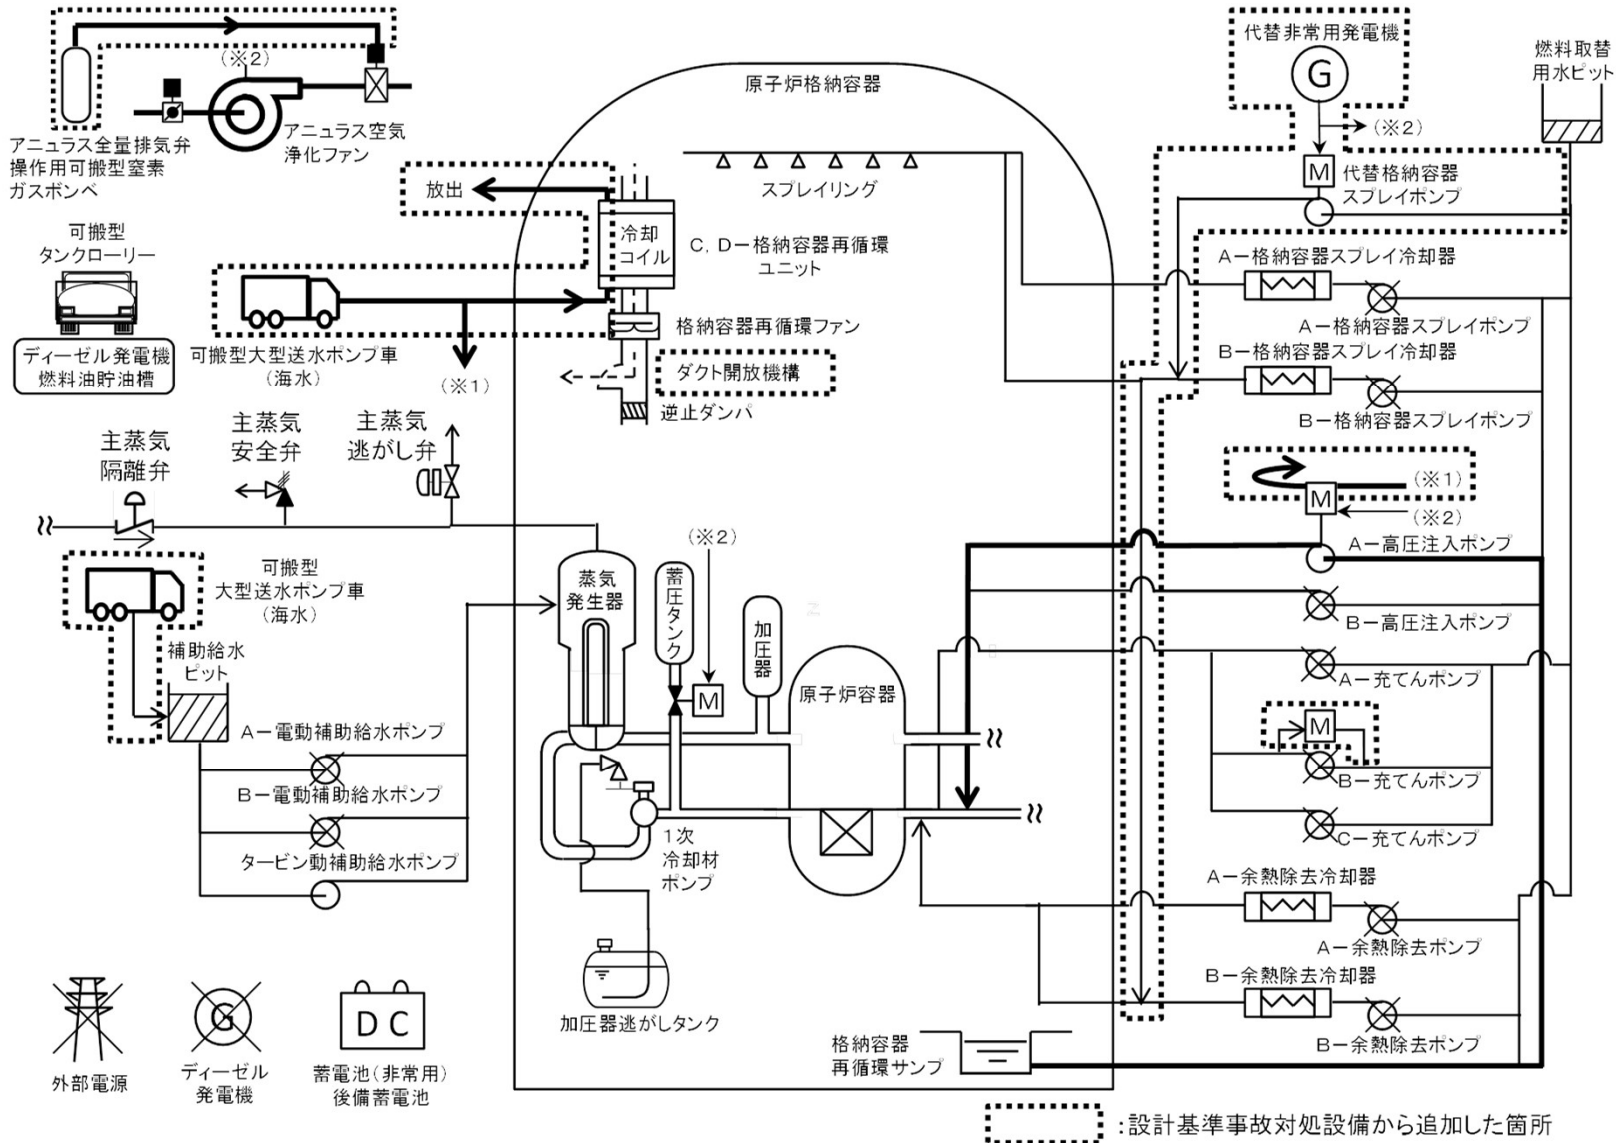 (※2)
アニュラス全量排気弁
操作用可搬型窒素
ガスボンベ
アニュラス空気
浄化ファン
可搬型
タンクローリー
ディーゼル発電機
燃料油貯油槽
放出
可搬型大型送水ポンプ車
(海水)
(※1)
原子炉格納容器
スプレイリング
冷却
コイル
C, D-格納容器再循環
ユニット
格納容器再循環ファン
ダクト開放機構
逆止ダンパ
代替非常用発電機
G
(※2)
M
代替格納容器
スプレイポンプ
燃料取替
用水ピット
A-格納容器スプレイ冷却器
A-格納容器スプレイポンプ
B-格納容器スプレイ冷却器
B-格納容器スプレイポンプ
主蒸気
隔離弁
主蒸気
安全弁
主蒸気
逃がし弁
可搬型
大型送水ポンプ車
(海水)
補助給水
ピット
A-電動補助給水ポンプ
B-電動補助給水ポンプ
タービン動補助給水ポンプ
蒸気
発生器
蓄圧タンク
(※2)
M
加圧器
原子炉容器
1次
冷却材
ポンプ
加圧器逃がしタンク
格納容器
再循環サンプ
(※1)
M
(※2)
A-高圧注入ポンプ
B-高圧注入ポンプ
A-充てんポンプ
M
B-充てんポンプ
C-充てんポンプ
A-余熱除去冷却器
A-余熱除去ポンプ
B-余熱除去冷却器
B-余熱除去ポンプ
外部電源
G
ディーゼル
発電機
DC
蓄電池(非常用)
後備蓄電池
:設計基準事故対処設備から追加した箇所